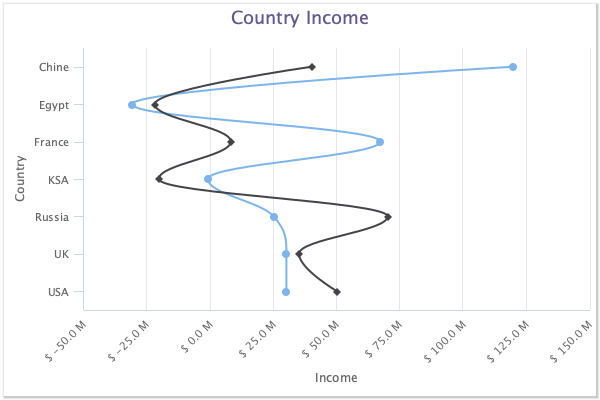 Country Income
Chine
Egypt
France
KSA
Russia
UK
USA
Country
$ -50.0 M
$ -25.0 M
$ 0.0 M
$ 25.0 M
$ 50.0 M
$ 75.0 M
$ 100.0 M
$ 125.0 M
$ 150.0 M
Income